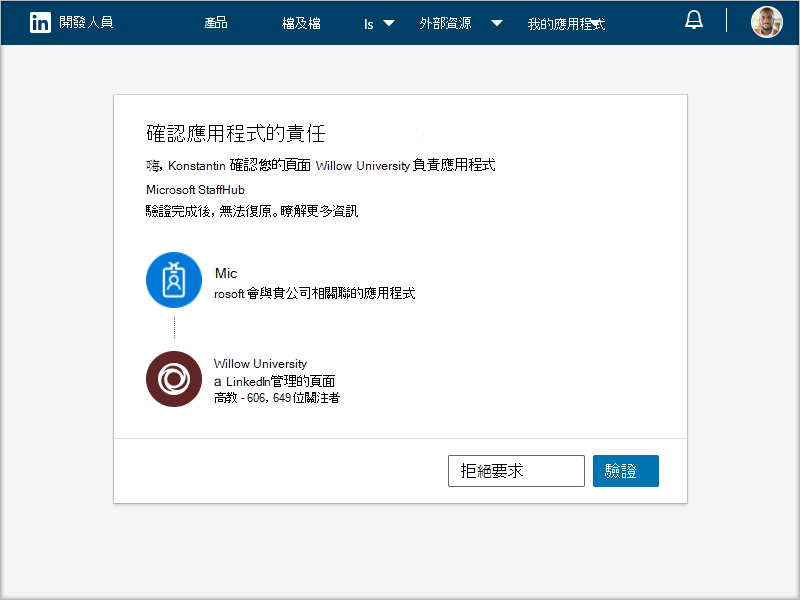 in 開發人員 產品 檔及檔 ls 外部資源 我的應用程式
確認應用程式的責任
嗨, Konstantin 確認您的頁面 Willow University 負責應用程式
Microsoft StaffHub
驗證完成後, 無法復原。瞭解更多資訊
Mic
rosoft 會與貴公司相關聯的應用程式
Willow University
a LinkedIn管理的頁面
高教 - 606, 649 位關注者
拒絕要求 驗證